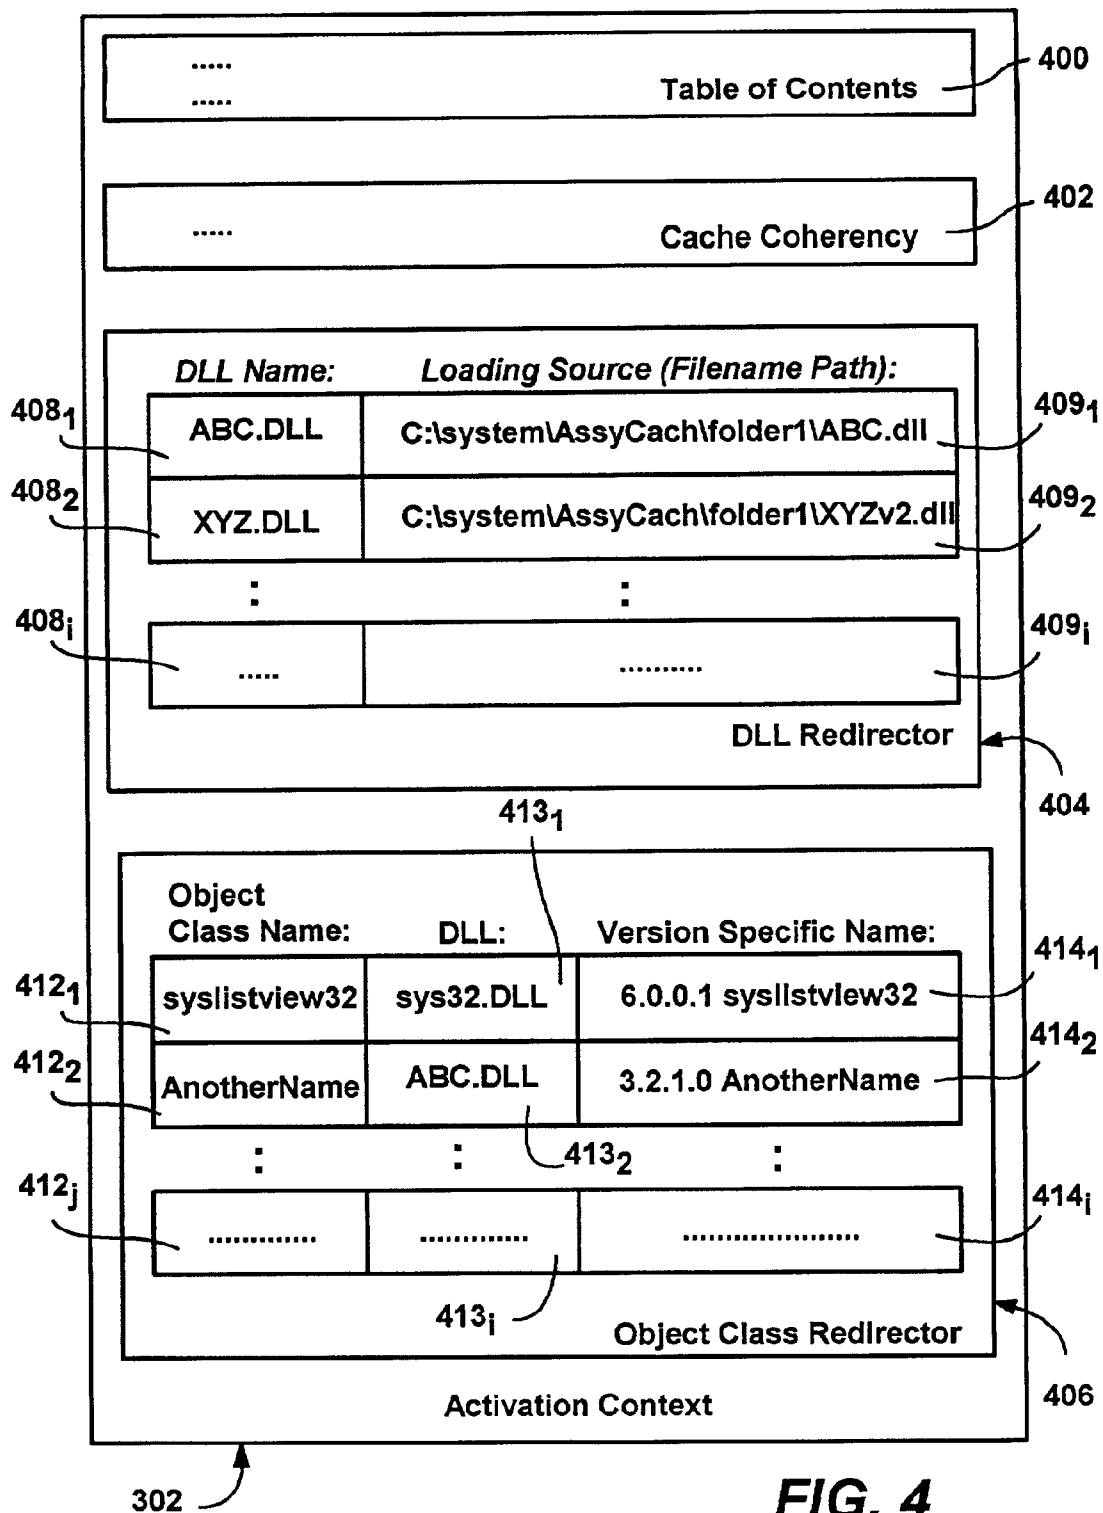 ..... 400
..... Table of Contents
402
..... Cache Coherency
DLL Name: Loading Source (Filename Path):
408₁ ABC.DLL C:\system\AssyCach\folder1\ABC.dll 409₁
408₂ XYZ.DLL C:\system\AssyCach\folder1\XYZv2.dll 409₂
: :
408i ..... .......... 409i
DLL Redirector
404
413₁
Object
Class Name: DLL: Version Specific Name:
412₁ syslistview32 sys32.DLL 6.0.0.1 syslistview32 414₁
412₂ AnotherName ABC.DLL 3.2.1.0 AnotherName 414₂
: : 413₂ :
412j ............. ............. ..................... 414i
413i
Object Class Redirector
406
Activation Context
302
FIG. 4